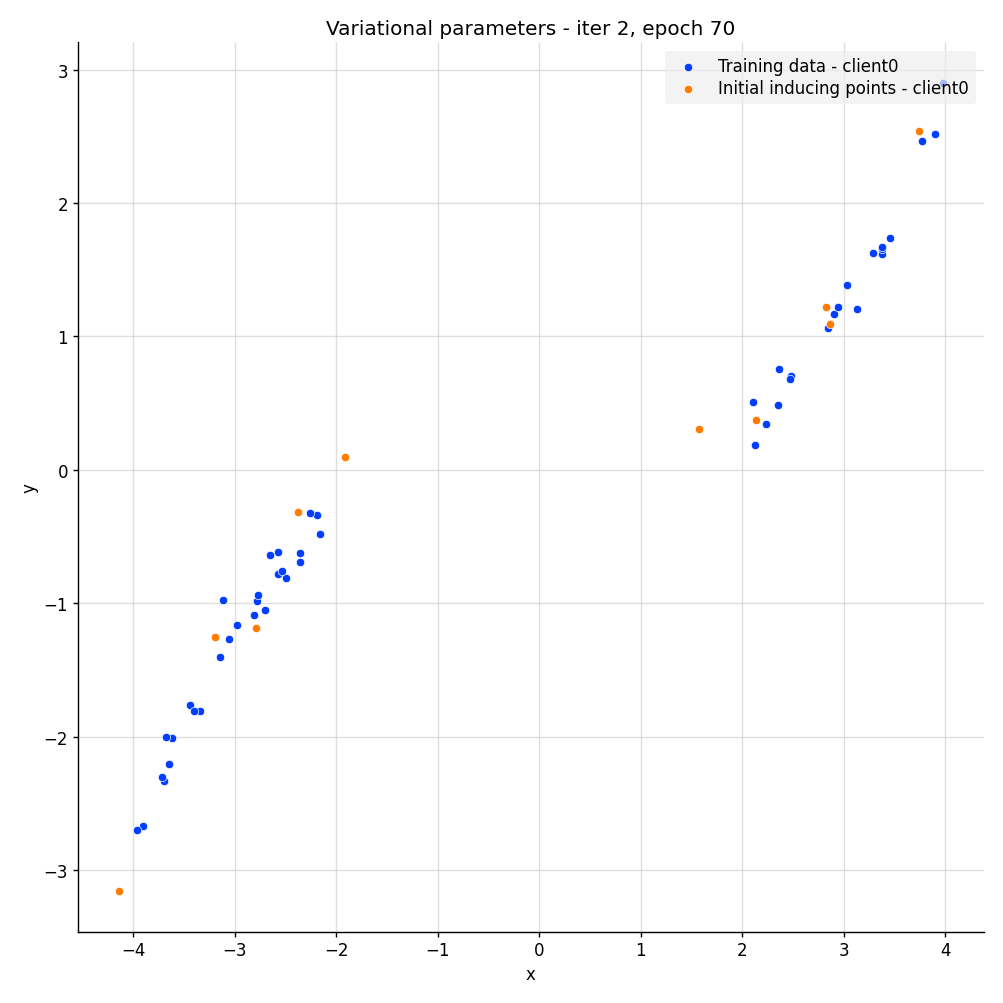 Variational parameters - iter 2, epoch 70
Training data - client0
Initial inducing points - client0
3
2
1
0
−1
−2
−3
y
−4 −3 −2 −1 0 1 2 3 4
x